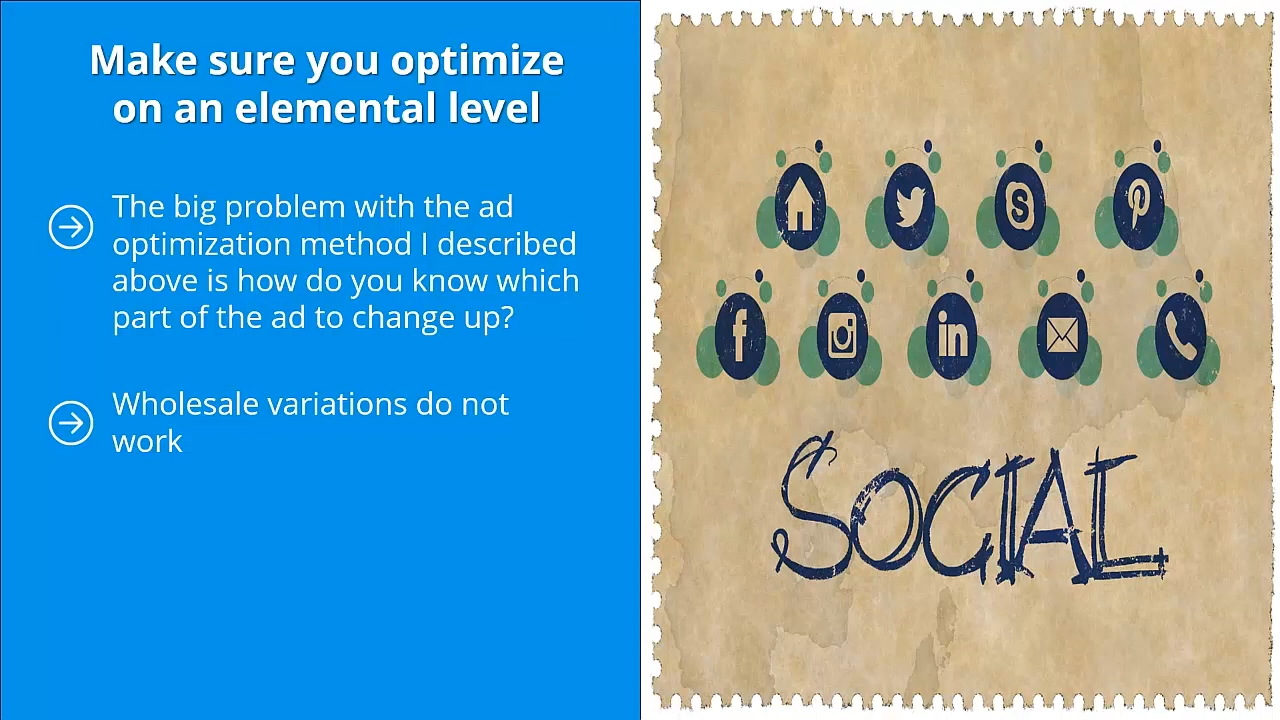 Make sure you optimize
on an elemental level
The big problem with the ad
optimization method I described
above is how do you know which
part of the ad to change up?
Wholesale variations do not
work
SOCIAL